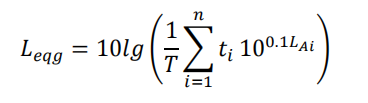 L_{eqg} = 10lg\left(\frac{1}{T}\sum_{i=1}^{n} t_i \, 10^{0.1L_{Ai}}\right)